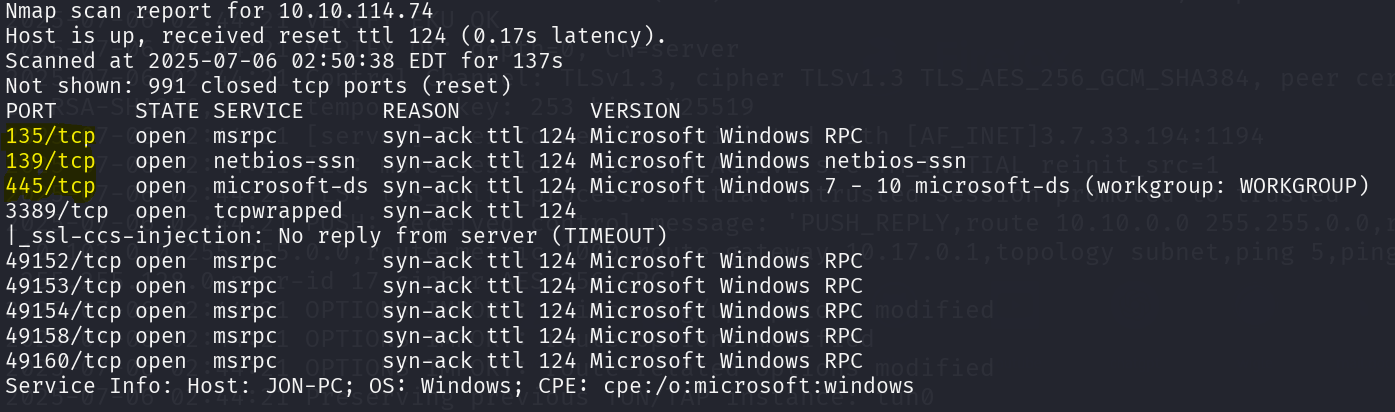 Nmap scan report for 10.10.114.74
Host is up, received reset ttl 124 (0.17s latency).
Scanned at 2025-07-06 02:50:38 EDT for 137s
Not shown: 991 closed tcp ports (reset)
PORT      STATE SERVICE      REASON          VERSION
135/tcp   open  msrpc        syn-ack ttl 124 Microsoft Windows RPC
139/tcp   open  netbios-ssn  syn-ack ttl 124 Microsoft Windows netbios-ssn
445/tcp   open  microsoft-ds syn-ack ttl 124 Microsoft Windows 7 - 10 microsoft-ds (workgroup: WORKGROUP)
3389/tcp  open  tcpwrapped   syn-ack ttl 124
|_ssl-ccs-injection: No reply from server (TIMEOUT)
49152/tcp open  msrpc        syn-ack ttl 124 Microsoft Windows RPC
49153/tcp open  msrpc        syn-ack ttl 124 Microsoft Windows RPC
49154/tcp open  msrpc        syn-ack ttl 124 Microsoft Windows RPC
49158/tcp open  msrpc        syn-ack ttl 124 Microsoft Windows RPC
49160/tcp open  msrpc        syn-ack ttl 124 Microsoft Windows RPC
Service Info: Host: JON-PC; OS: Windows; CPE: cpe:/o:microsoft:windows